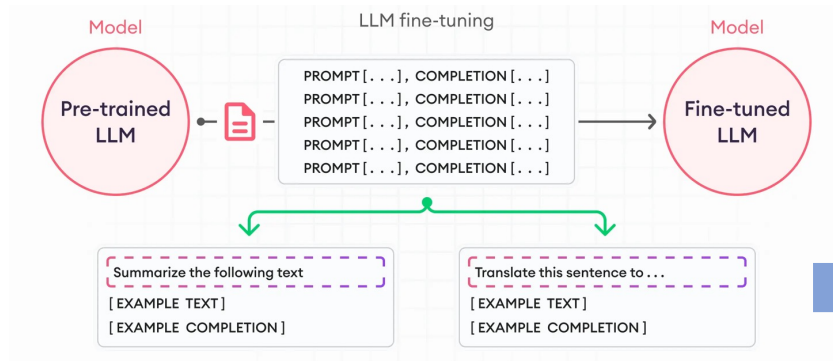 LLM fine-tuning
Model
Model
Pre-trained
LLM
PROMPT[...], COMPLETION[...]
PROMPT[...], COMPLETION[...]
PROMPT[...], COMPLETION[...]
PROMPT[...], COMPLETION[...]
PROMPT[...], COMPLETION[...]
Fine-tuned
LLM
Summarize the following text
[EXAMPLE TEXT]
[EXAMPLE COMPLETION]
Translate this sentence to...
[EXAMPLE TEXT]
[EXAMPLE COMPLETION]